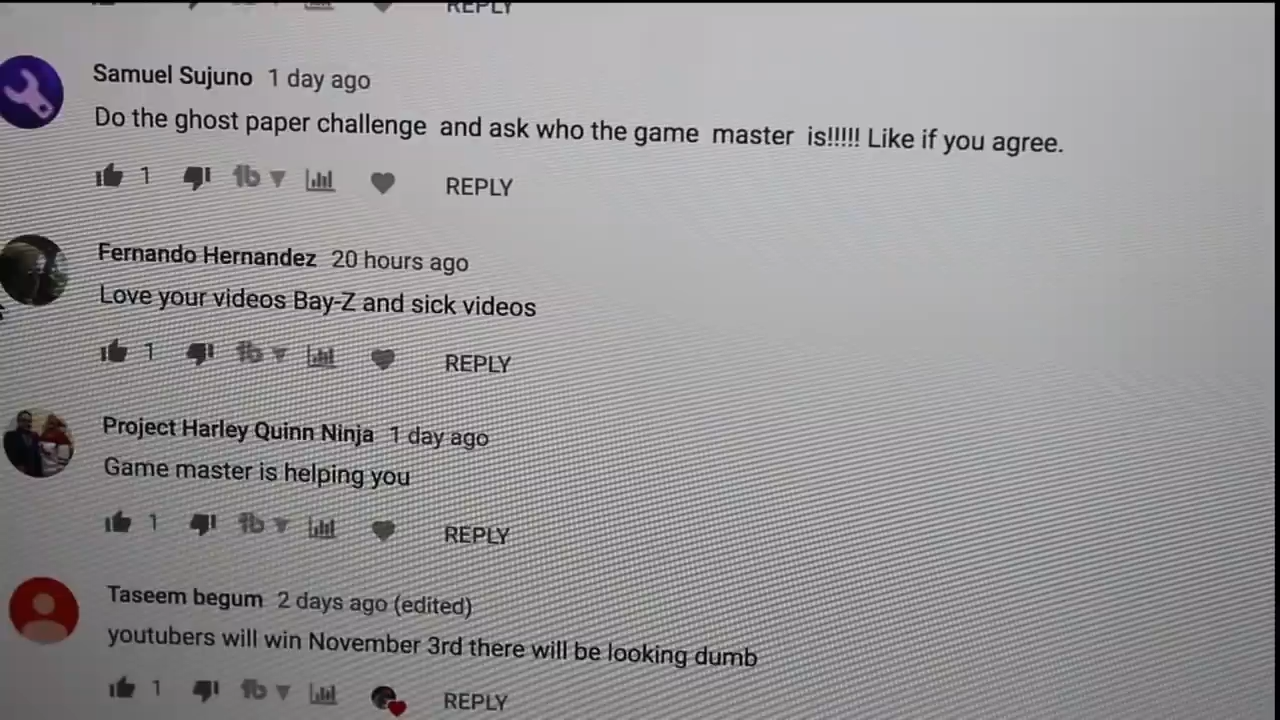 REPLY
Samuel Sujuno 1 day ago
Do the ghost paper challenge and ask who the game master is!!!!! Like if you agree.
1 REPLY
Fernando Hernandez 20 hours ago
Love your videos Bay-Z and sick videos
1 REPLY
Project Harley Quinn Ninja 1 day ago
Game master is helping you
1 REPLY
Taseem begum 2 days ago (edited)
youtubers will win November 3rd there will be looking dumb
1 REPLY